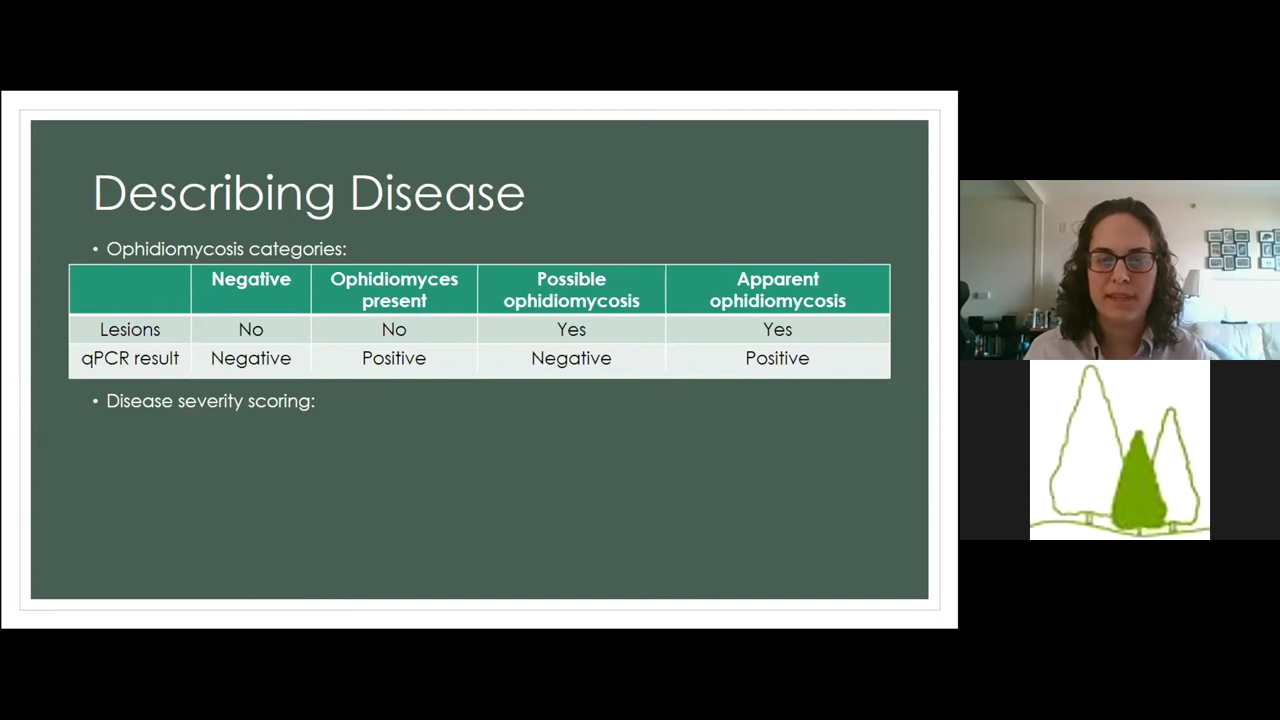 Describing Disease
• Ophidiomycosis categories:
Negative Ophidiomyces present Possible ophidiomycosis Apparent ophidiomycosis
Lesions No No Yes Yes
qPCR result Negative Positive Negative Positive
• Disease severity scoring: